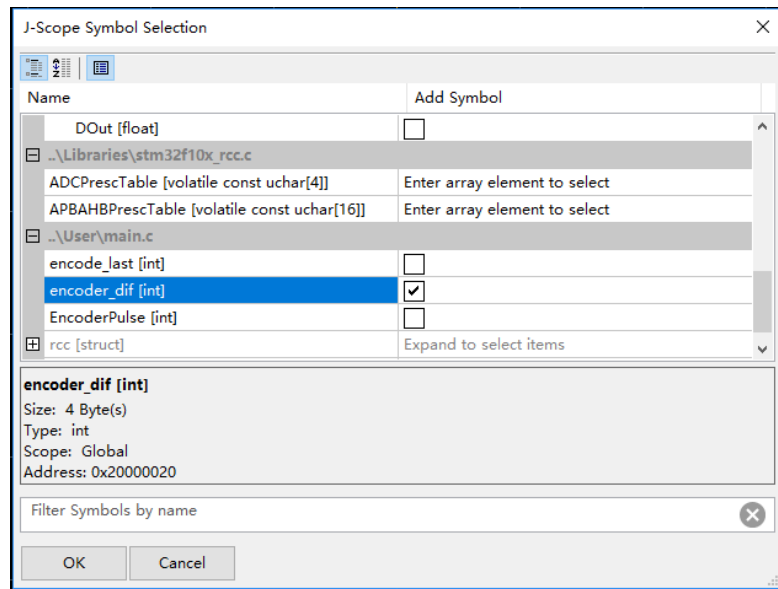 J-Scope Symbol Selection
Name Add Symbol
DOut [float]
..\Libraries\stm32f10x_rcc.c
ADCPrescTable [volatile const uchar[4]] Enter array element to select
APBAHBPrescTable [volatile const uchar[16]] Enter array element to select
..\User\main.c
encode_last [int]
encoder_dif [int]
EncoderPulse [int]
rcc [struct] Expand to select items
encoder_dif [int]
Size: 4 Byte(s)
Type: int
Scope: Global
Address: 0x20000020
Filter Symbols by name
OK Cancel